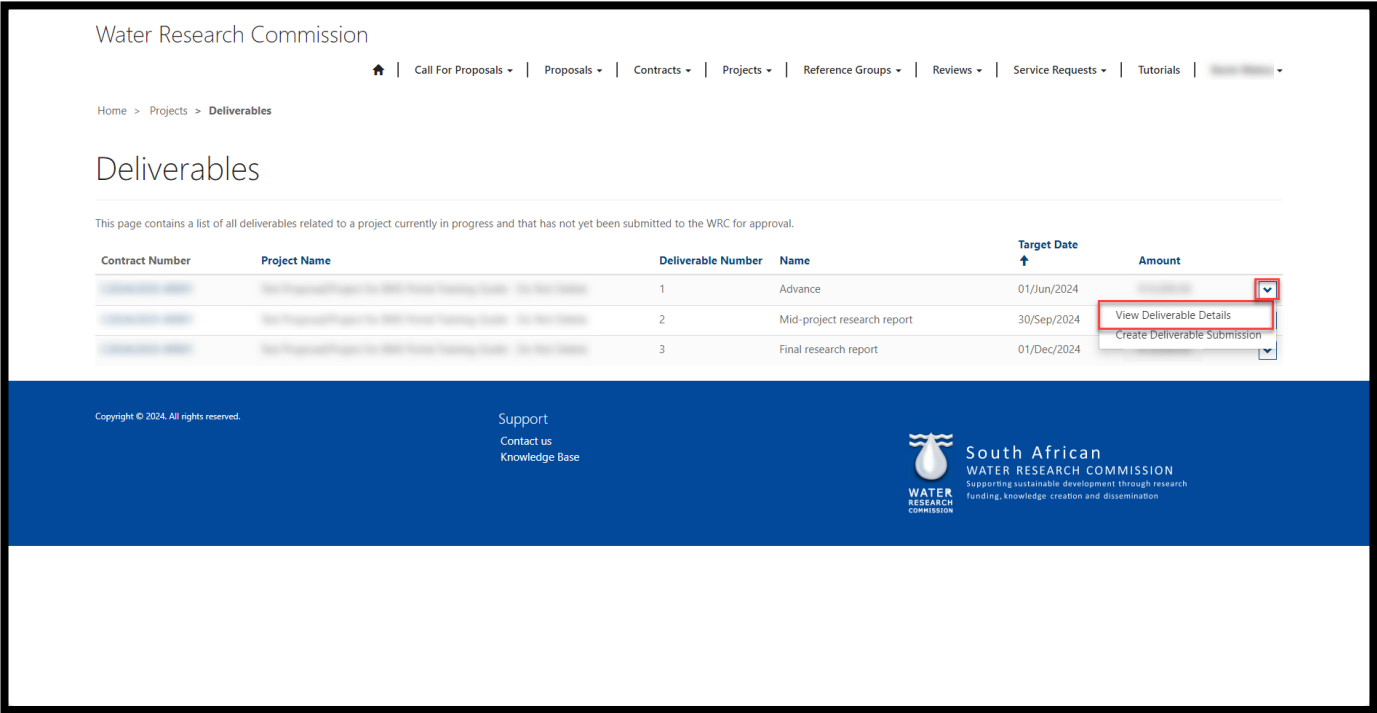 Water Research Commission
Call For Proposals Proposals Contracts Projects Reference Groups Reviews Service Requests Tutorials
Home > Projects > Deliverables
Deliverables
This page contains a list of all deliverables related to a project currently in progress and that has not yet been submitted to the WRC for approval.
Contract Number Project Name Deliverable Number Name Target Date Amount
1 Advance 01/Jun/2024
View Deliverable Details
2 Mid-project research report 30/Sep/2024
Create Deliverable Submission
3 Final research report 01/Dec/2024
Copyright © 2024. All rights reserved.
Support
Contact us
Knowledge Base
WATER
RESEARCH
COMMISSION
South African
WATER RESEARCH COMMISSION
Supporting sustainable development through research
funding, knowledge creation and dissemination